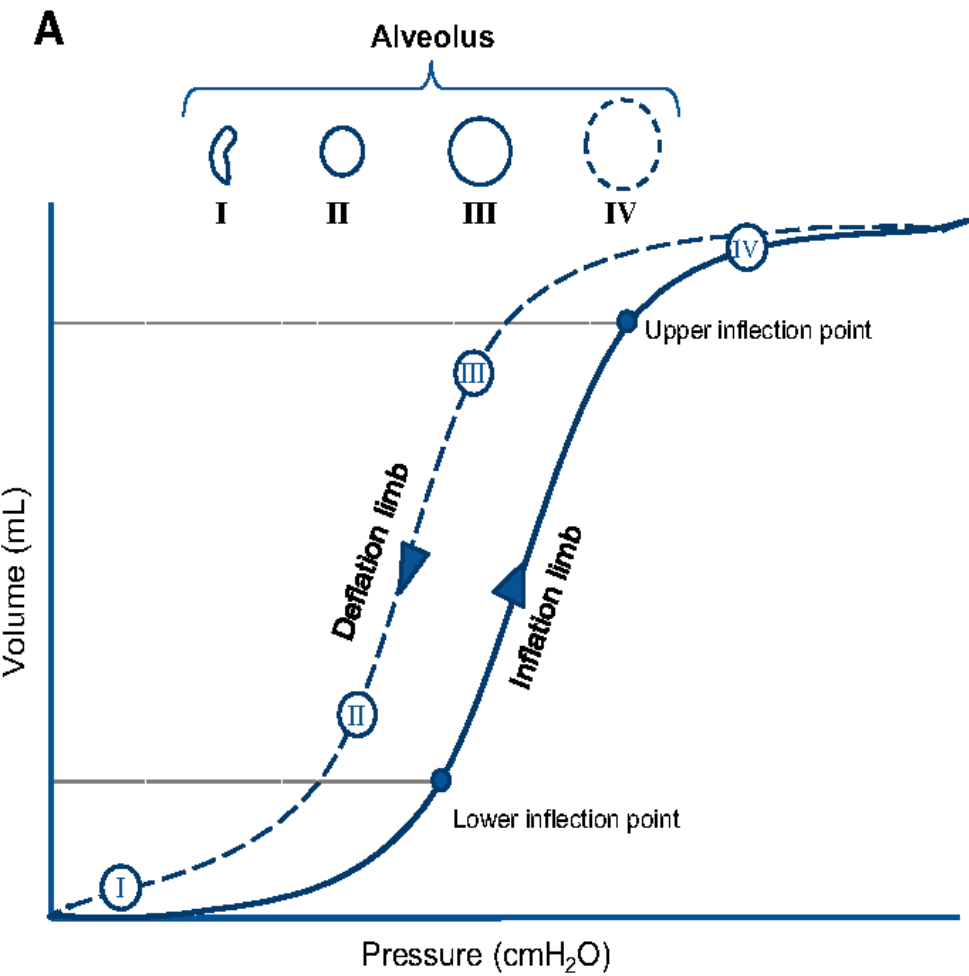 A
Alveolus
I II III IV
IV
Upper inflection point
III
Deflation limb
Inflation limb
Volume (mL)
II
Lower inflection point
I
Pressure (cmH₂O)